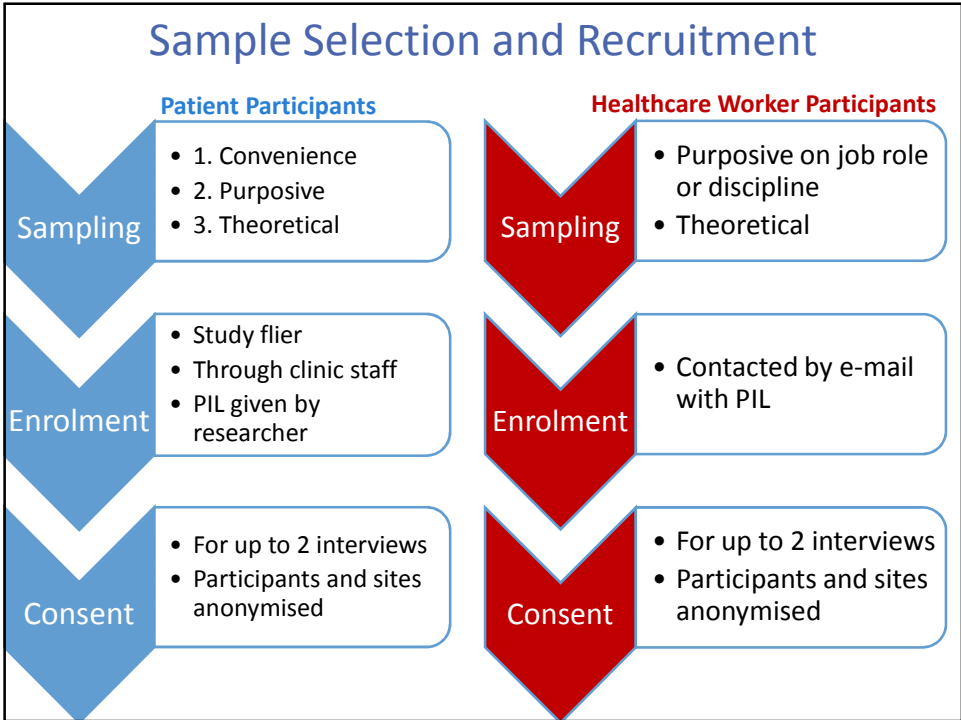 Sample Selection and Recruitment
Patient Participants
Sampling
• 1. Convenience
• 2. Purposive
• 3. Theoretical
Enrolment
• Study flier
• Through clinic staff
• PIL given by
researcher
Consent
• For up to 2 interviews
• Participants and sites
anonymised
Healthcare Worker Participants
Sampling
• Purposive on job role
or discipline
• Theoretical
Enrolment
• Contacted by e-mail
with PIL
Consent
• For up to 2 interviews
• Participants and sites
anonymised